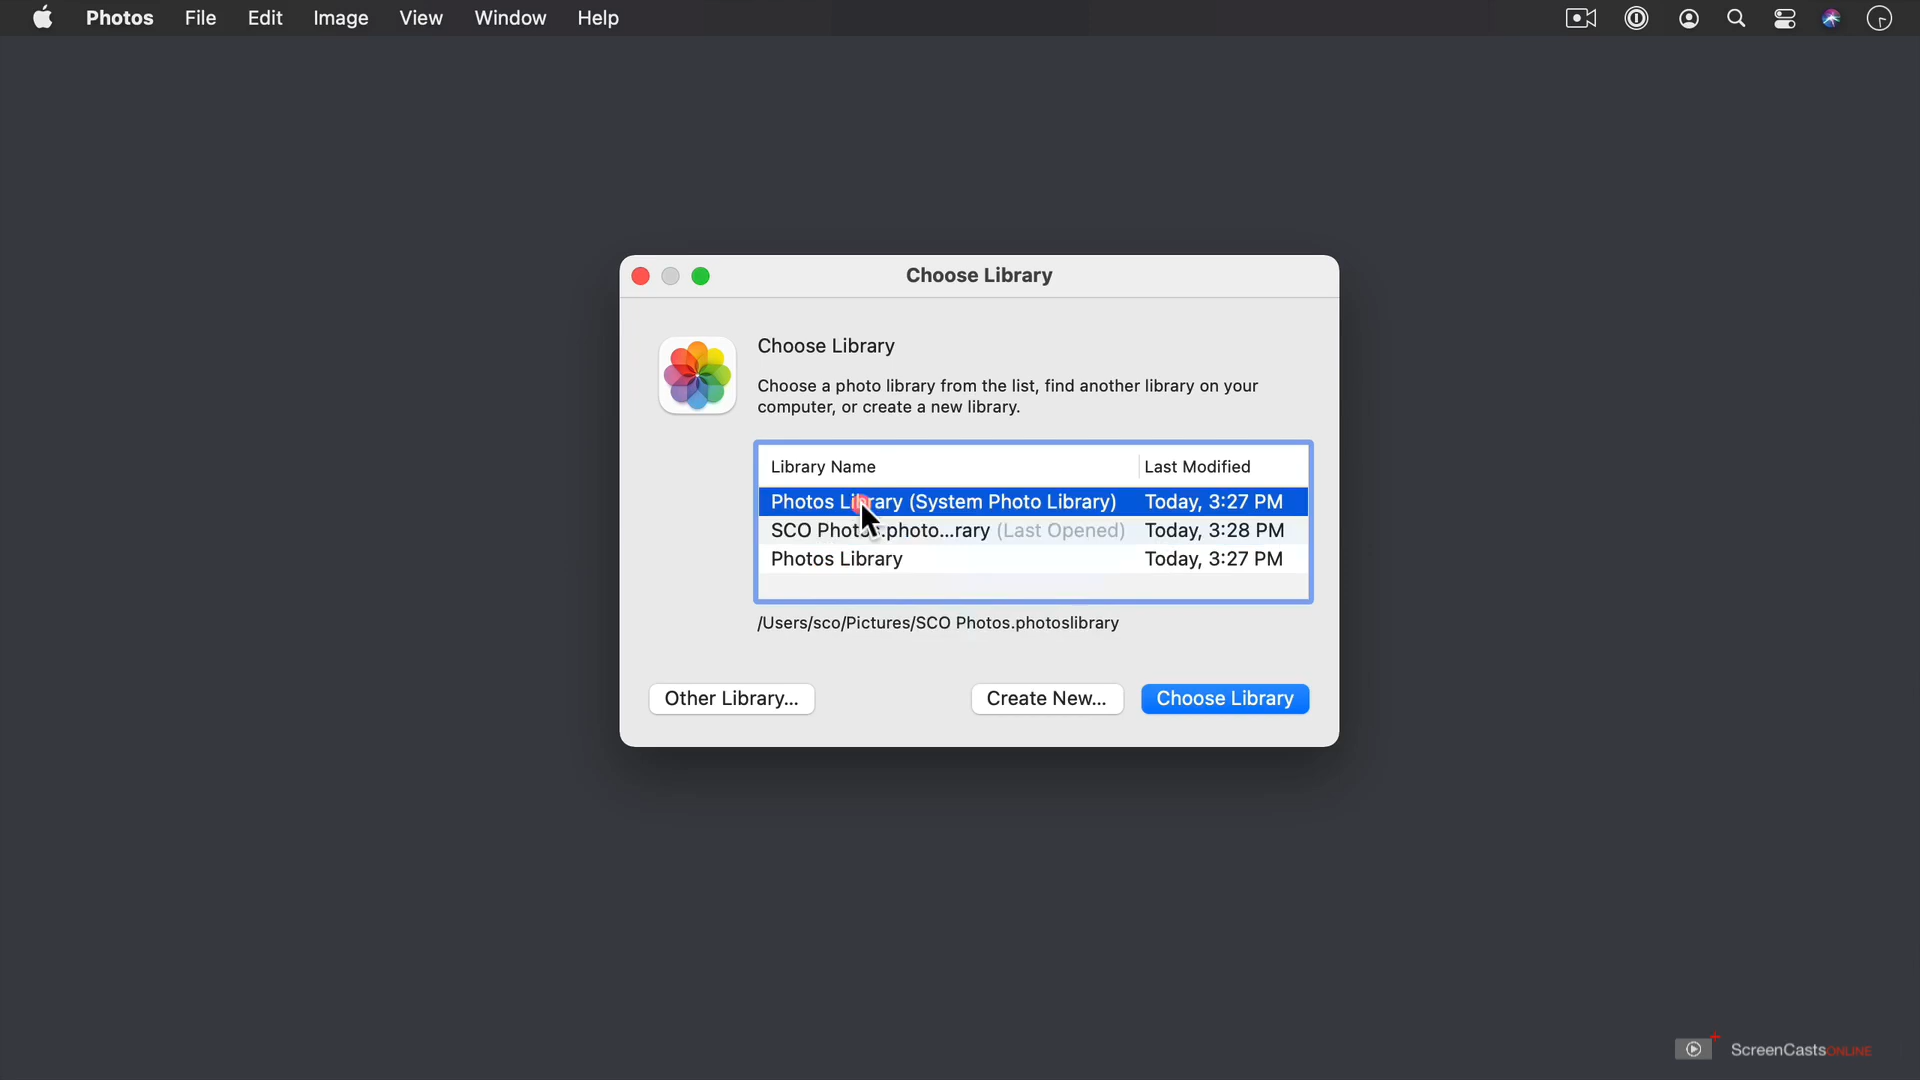 Photos File Edit Image View Window Help
Choose Library
Choose Library
Choose a photo library from the list, find another library on your
computer, or create a new library.
Library Name Last Modified
Photos Library (System Photo Library) Today, 3:27 PM
SCO Photos.photo...rary (Last Opened) Today, 3:28 PM
Photos Library Today, 3:27 PM
/Users/sco/Pictures/SCO Photos.photoslibrary
Other Library... Create New... Choose Library
ScreenCastsONLINE